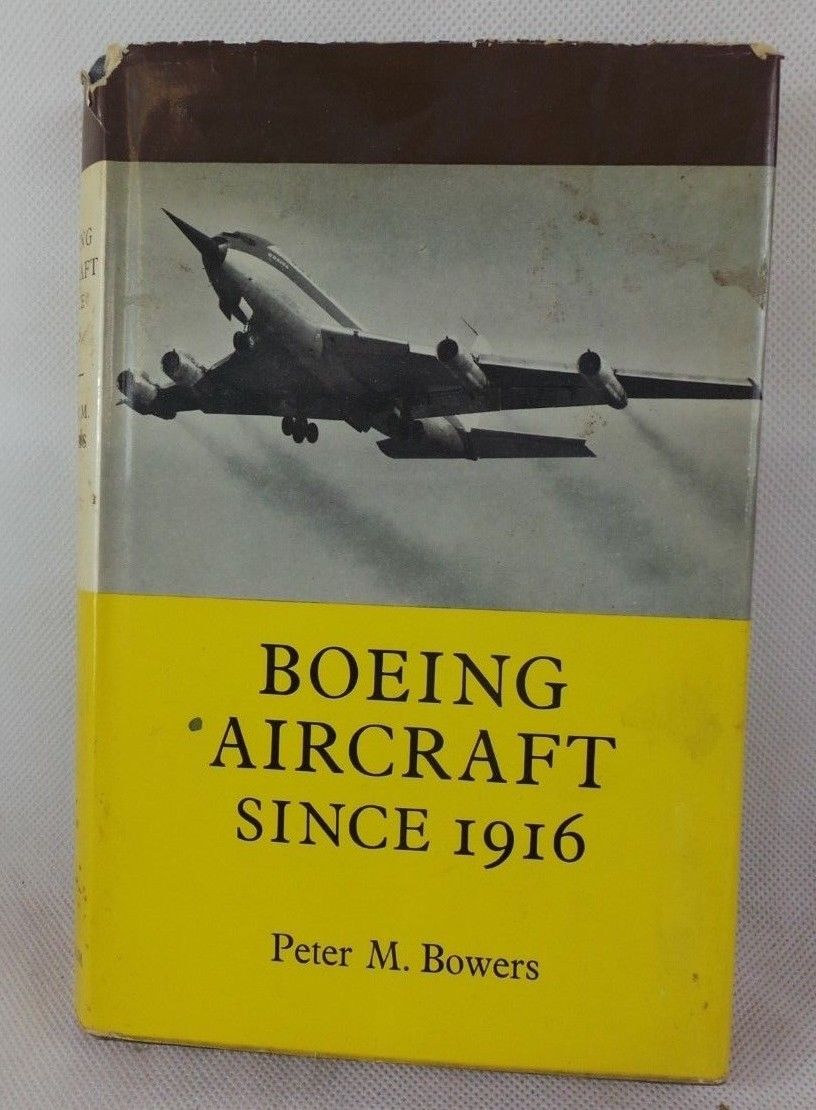 BOEING
AIRCRAFT
SINCE 1916
Peter M. Bowers